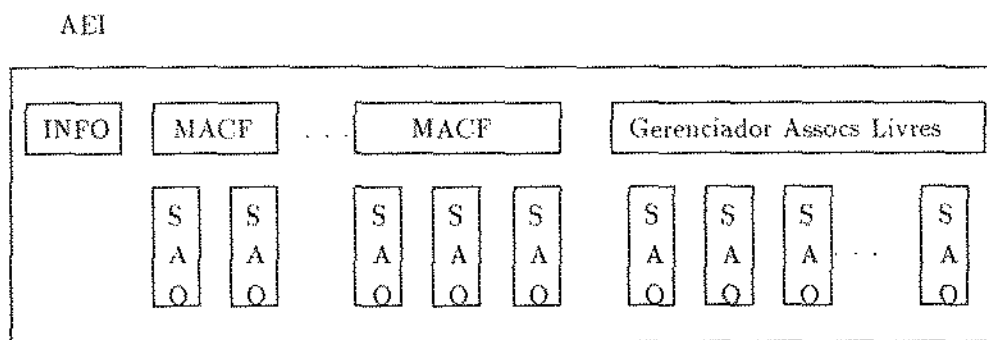 AEI
INFO MACF ... MACF Gerenciador Assocs Livres
S S S S S S S S S
A A A A A A A A ... A
O O O O O O O O O